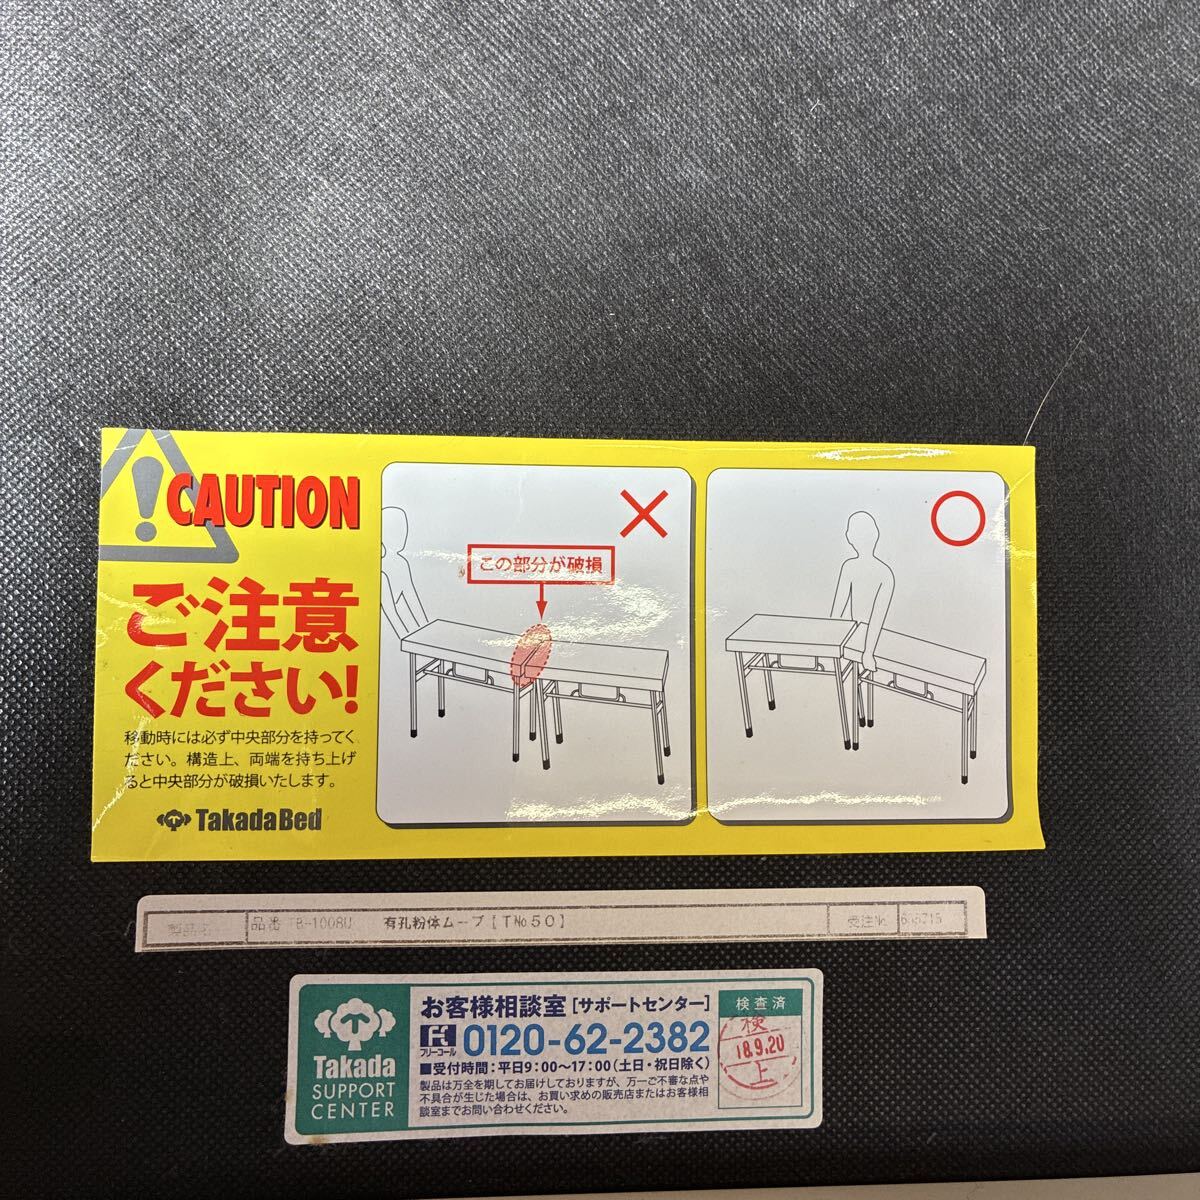 CAUTION
ご注意
ください!
移動時には必ず中央部分を持ってく
ださい。構造上、両端を持ち上げ
ると中央部分が破損いたします。
TakadaBed
この部分が破損
品番 TB-1008U 有孔粉体ムーブ【TNo.50】 受注No.
Takada
SUPPORT
CENTER
お客様相談室[サポートセンター]
フリーコール 0120-62-2382
■受付時間:平日9:00〜17:00(土日・祝日除く)
製品は万全を期してお届けしておりますが、万一ご不審な点や
不具合が生じた場合は、お買い求めの販売店またはお客様相
談室までお問い合わせください。
検査済
検
18.9.20
上